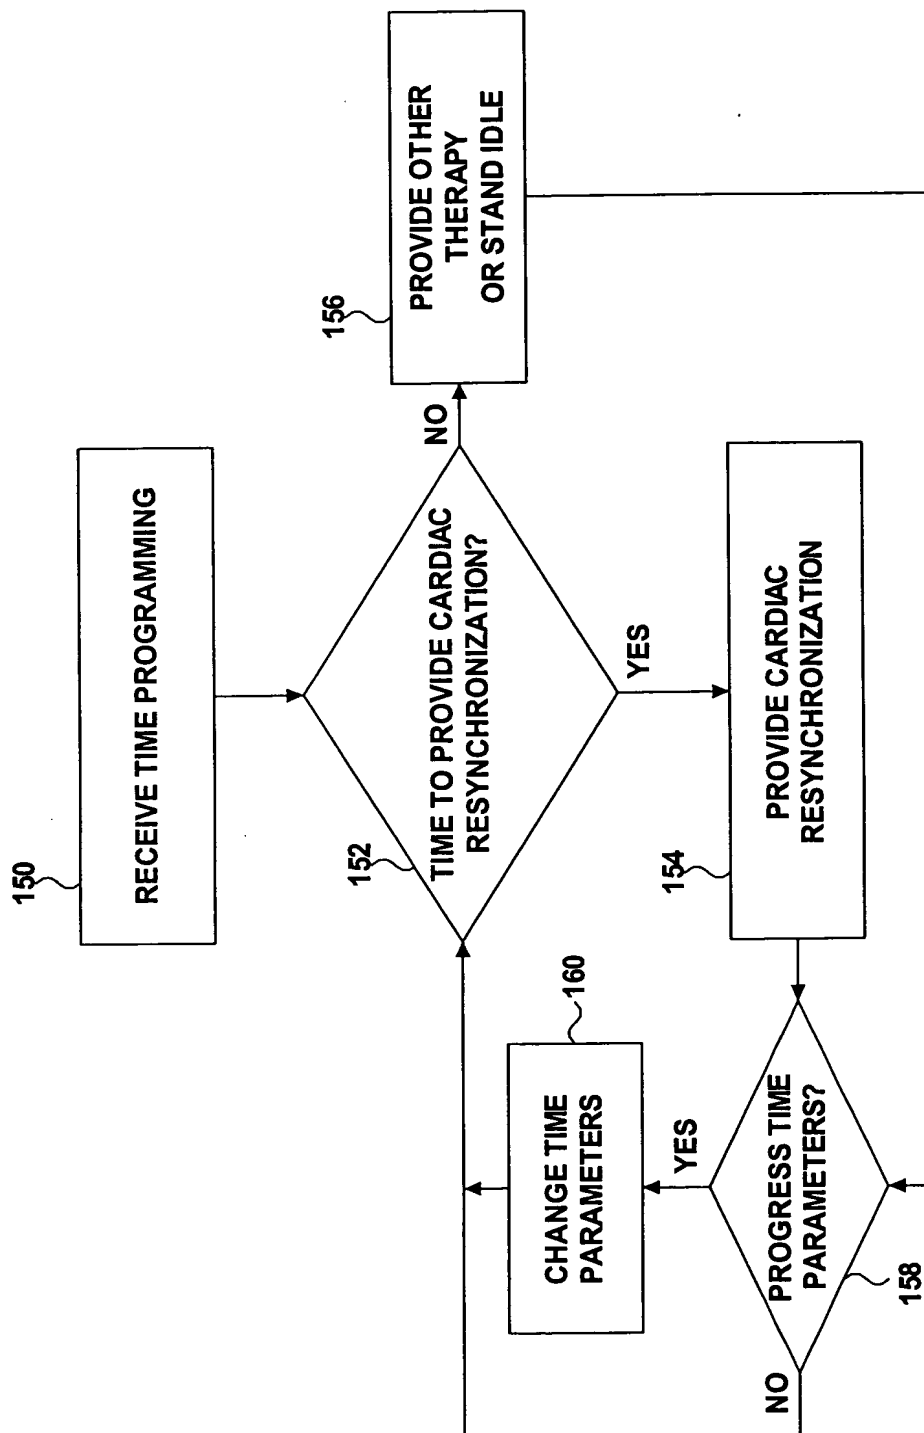 150
RECEIVE TIME PROGRAMMING
152
TIME TO PROVIDE CARDIAC
RESYNCHRONIZATION?
NO
156
PROVIDE OTHER
THERAPY
OR STAND IDLE
YES
154
PROVIDE CARDIAC
RESYNCHRONIZATION
160
CHANGE TIME
PARAMETERS
YES
PROGRESS TIME
PARAMETERS?
158
NO